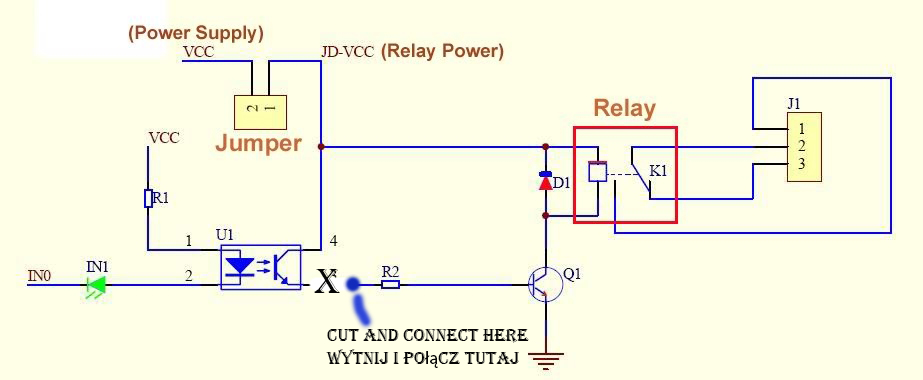 (Power Supply)
VCC
JD-VCC (Relay Power)
2 1
Jumper
Relay
J1
1
2
3
VCC
R1
D1
K1
U1
1
4
2
IN0
IN1
X
R2
Q1
CUT AND CONNECT HERE
WYTNIJ I POŁĄCZ TUTAJ